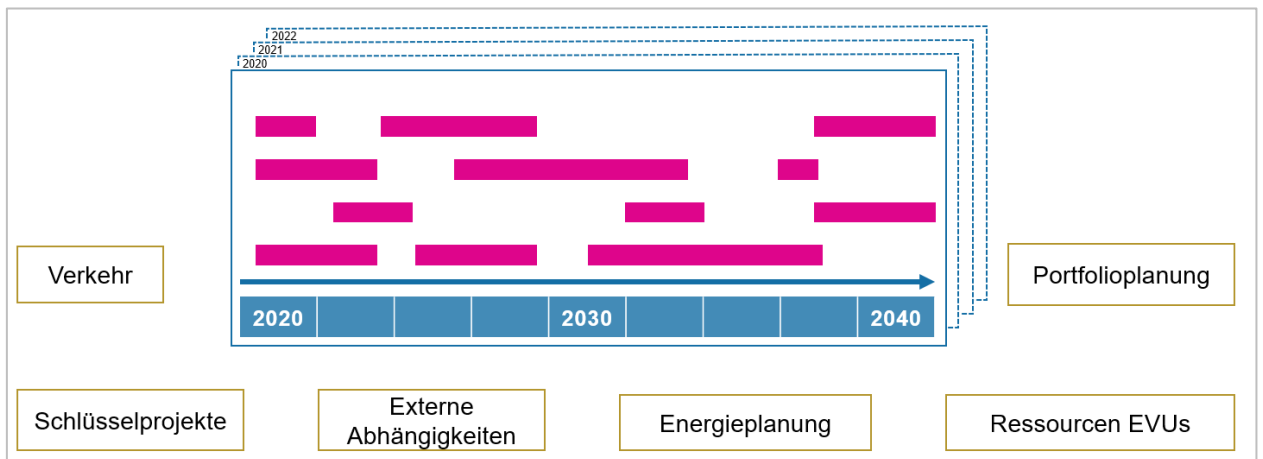 2022
2021
2020
2020
2030
2040
Verkehr
Portfolioplanung
Schlüsselprojekte
Externe
Abhängigkeiten
Energieplanung
Ressourcen EVUs